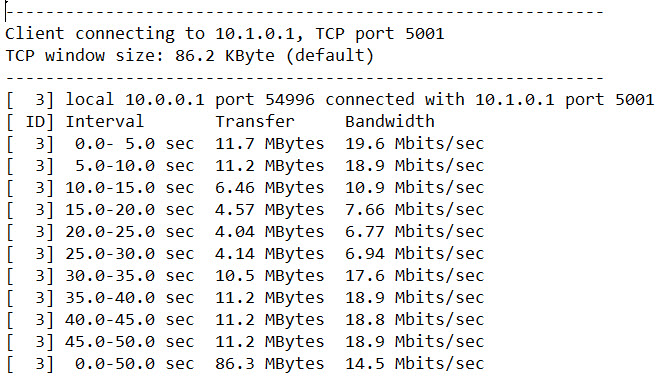 ------------------------------------------------------------
Client connecting to 10.1.0.1, TCP port 5001
TCP window size: 86.2 KByte (default)
------------------------------------------------------------
[  3] local 10.0.0.1 port 54996 connected with 10.1.0.1 port 5001
[ ID] Interval       Transfer     Bandwidth
[  3]  0.0- 5.0 sec  11.7 MBytes  19.6 Mbits/sec
[  3]  5.0-10.0 sec  11.2 MBytes  18.9 Mbits/sec
[  3] 10.0-15.0 sec  6.46 MBytes  10.9 Mbits/sec
[  3] 15.0-20.0 sec  4.57 MBytes  7.66 Mbits/sec
[  3] 20.0-25.0 sec  4.04 MBytes  6.77 Mbits/sec
[  3] 25.0-30.0 sec  4.14 MBytes  6.94 Mbits/sec
[  3] 30.0-35.0 sec  10.5 MBytes  17.6 Mbits/sec
[  3] 35.0-40.0 sec  11.2 MBytes  18.9 Mbits/sec
[  3] 40.0-45.0 sec  11.2 MBytes  18.8 Mbits/sec
[  3] 45.0-50.0 sec  11.2 MBytes  18.9 Mbits/sec
[  3]  0.0-50.0 sec  86.3 MBytes  14.5 Mbits/sec